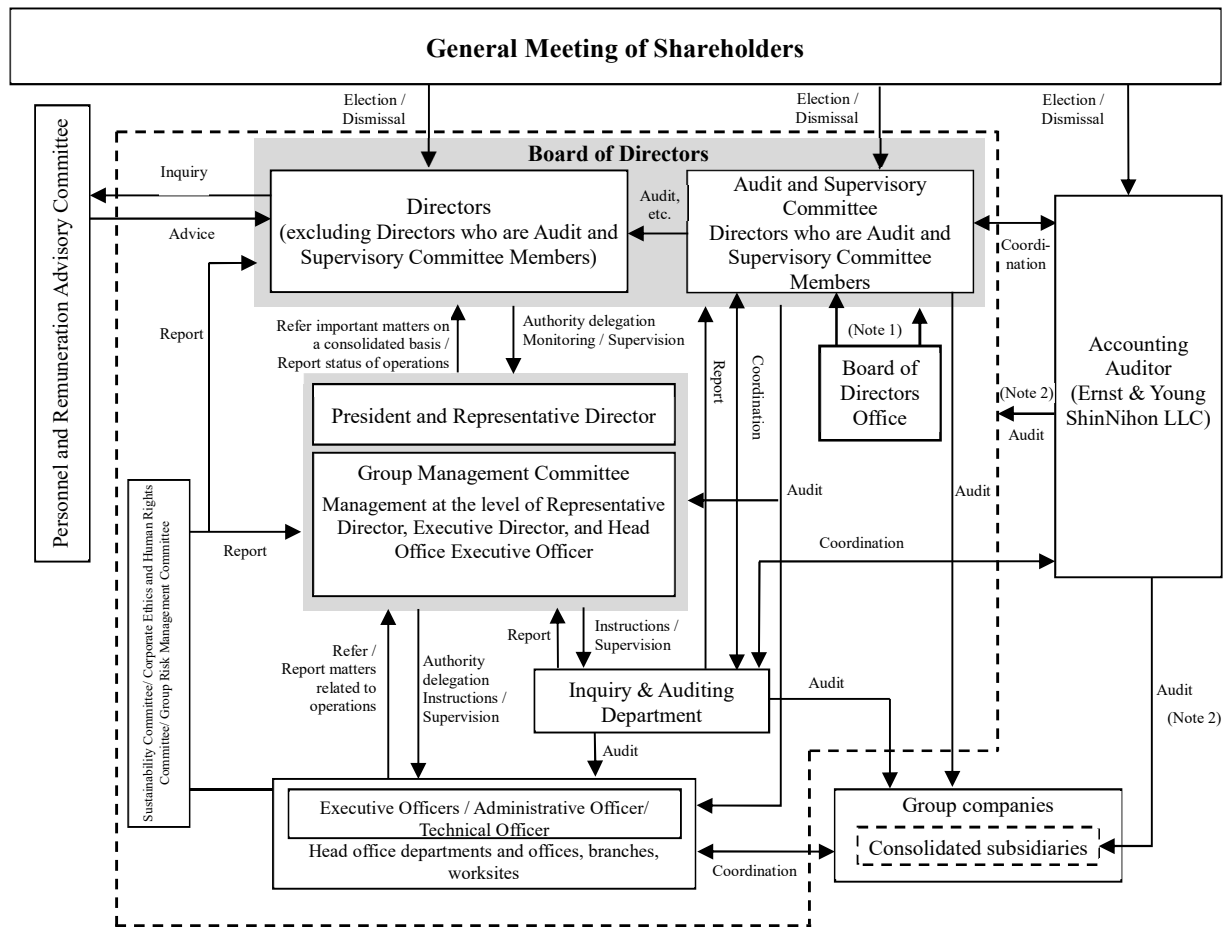 General Meeting of Shareholders
Election /
Dismissal
Election /
Dismissal
Election /
Dismissal
Personnel and Remuneration Advisory Committee
Inquiry
Advice
Board of Directors
Directors
(excluding Directors who are Audit and
Supervisory Committee Members)
Audit,
etc.
Audit and Supervisory
Committee
Directors who are Audit and
Supervisory Committee
Members
Coordi-
nation
Accounting
Auditor
(Ernst & Young
ShinNihon LLC)
Report
Refer important matters on
a consolidated basis /
Report status of operations
Authority delegation
Monitoring / Supervision
Report
Coordination
(Note 1)
Board of
Directors
Office
(Note 2)
Audit
President and Representative Director
Group Management Committee
Management at the level of Representative
Director, Executive Director, and Head
Office Executive Officer
Audit
Audit
Sustainability Committee/ Corporate Ethics and Human Rights
Committee/ Group Risk Management Committee
Report
Coordination
Refer /
Report matters
related to
operations
Authority
delegation
Instructions /
Supervision
Report
Instructions /
Supervision
Inquiry & Auditing
Department
Audit
Audit
Audit
(Note 2)
Executive Officers / Administrative Officer/
Technical Officer
Head office departments and offices, branches,
worksites
Coordination
Group companies
Consolidated subsidiaries